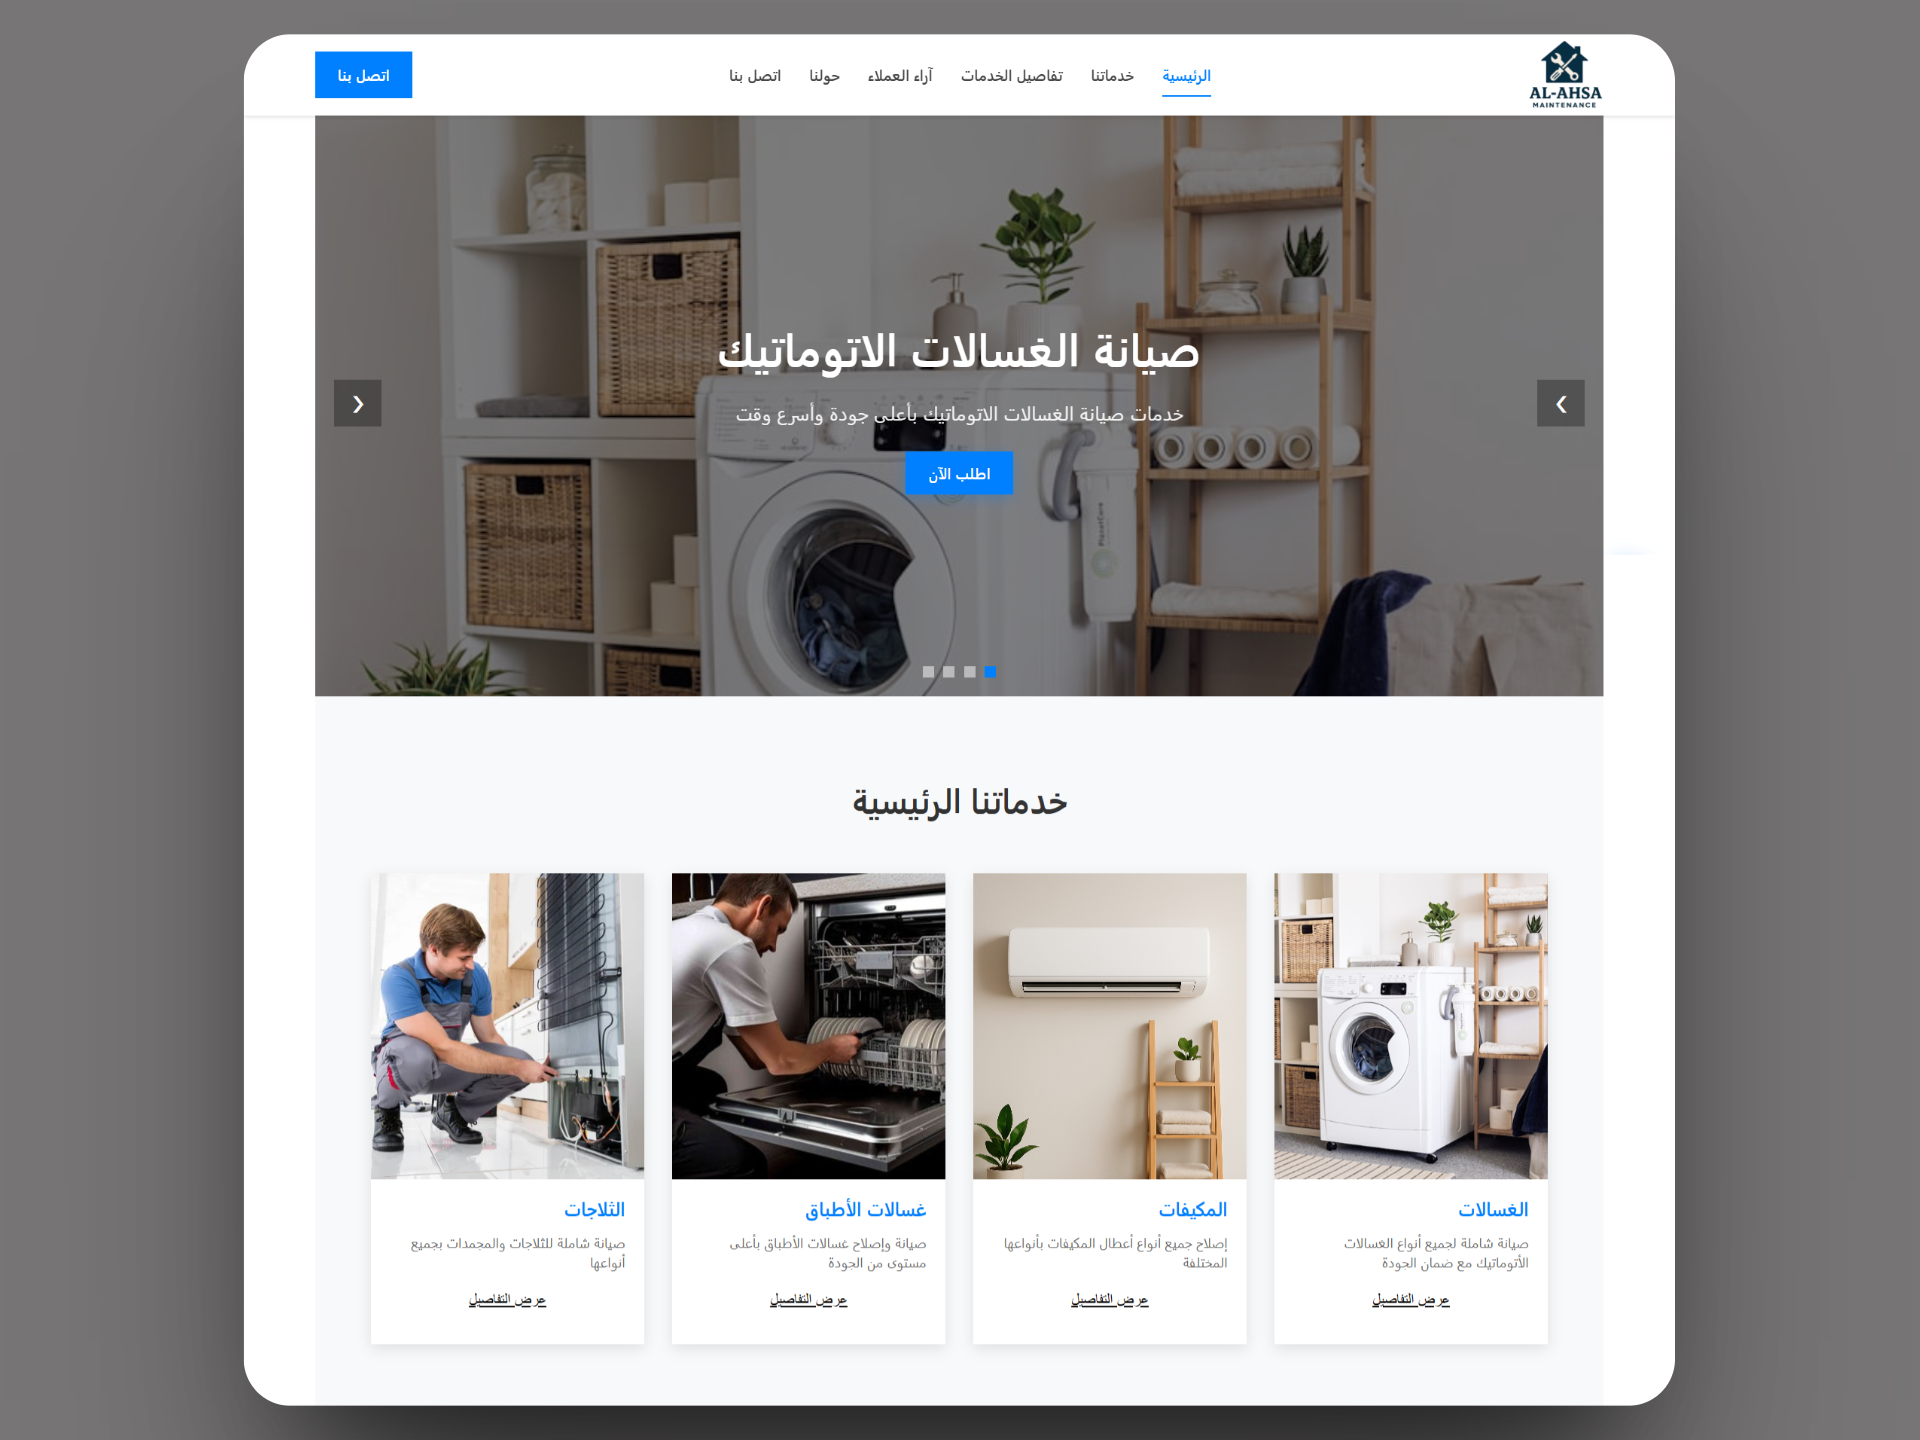 AL-AHSA
MAINTENANCE
الرئيسية
خدماتنا
تفاصيل الخدمات
آراء العملاء
حولنا
اتصل بنا
اتصل بنا
صيانة الغسالات الاتوماتيك
خدمات صيانة الغسالات الاتوماتيك بأعلى جودة وأسرع وقت
اطلب الآن
PlanetCare
خدماتنا الرئيسية
الغسالات
صيانة شاملة لجميع أنواع الغسالات
الأتوماتيك مع ضمان الجودة
عرض التفاصيل
المكيفات
إصلاح جميع أنواع أعطال المكيفات بأنواعها
المختلفة
عرض التفاصيل
غسالات الأطباق
صيانة وإصلاح غسالات الأطباق بأعلى
مستوى من الجودة
عرض التفاصيل
الثلاجات
صيانة شاملة للثلاجات والمجمدات بجميع
أنواعها
عرض التفاصيل